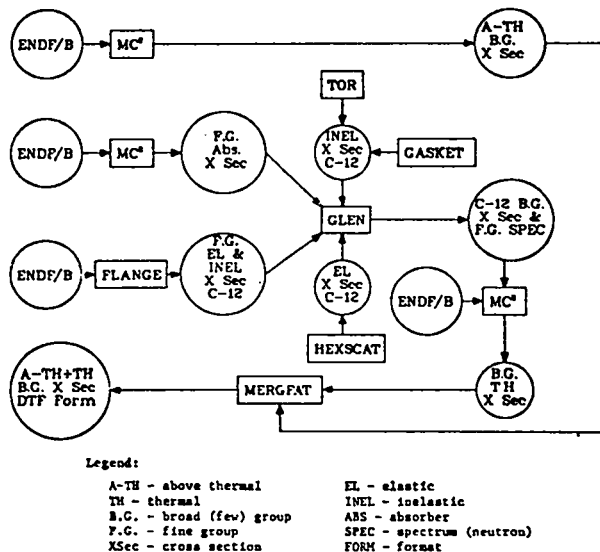 ENDF/B
MC²
A-TH
B.G.
X Sec
TOR
ENDF/B
MC²
F.G.
Abs.
X Sec
INEL
X Sec
C-12
GASKET
GLEN
C-12 B.G.
X Sec &
F.G. SPEC
ENDF/B
FLANGE
F.G.
EL &
INEL
X Sec
C-12
EL
X Sec
C-12
ENDF/B
MC²
HEXSCAT
A-TH+TH
B.G. X Sec
DTF Form
MERGFAT
B.G.
TH
X Sec
Legend:
A-TH - above thermal
TH - thermal
B.G. - broad (few) group
F.G. - fine group
XSec - cross section
EL - elastic
INEL - inelastic
ABS - absorber
SPEC - spectrum (neutron)
FORM - format